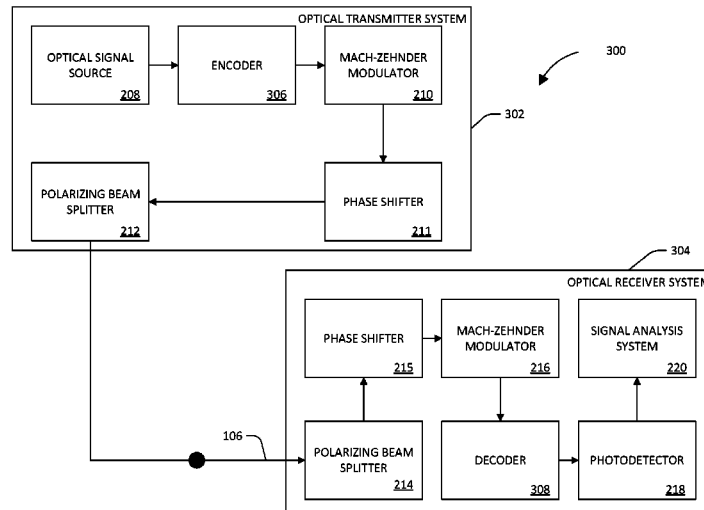 OPTICAL TRANSMITTER SYSTEM
OPTICAL SIGNAL
SOURCE
208
ENCODER
306
MACH-ZEHNDER
MODULATOR
210
300
302
POLARIZING BEAM
SPLITTER
212
PHASE SHIFTER
211
304
OPTICAL RECEIVER SYSTEM
PHASE SHIFTER
215
MACH-ZEHNDER
MODULATOR
216
SIGNAL ANALYSIS
SYSTEM
220
106
POLARIZING BEAM
SPLITTER
214
DECODER
308
PHOTODETECTOR
218